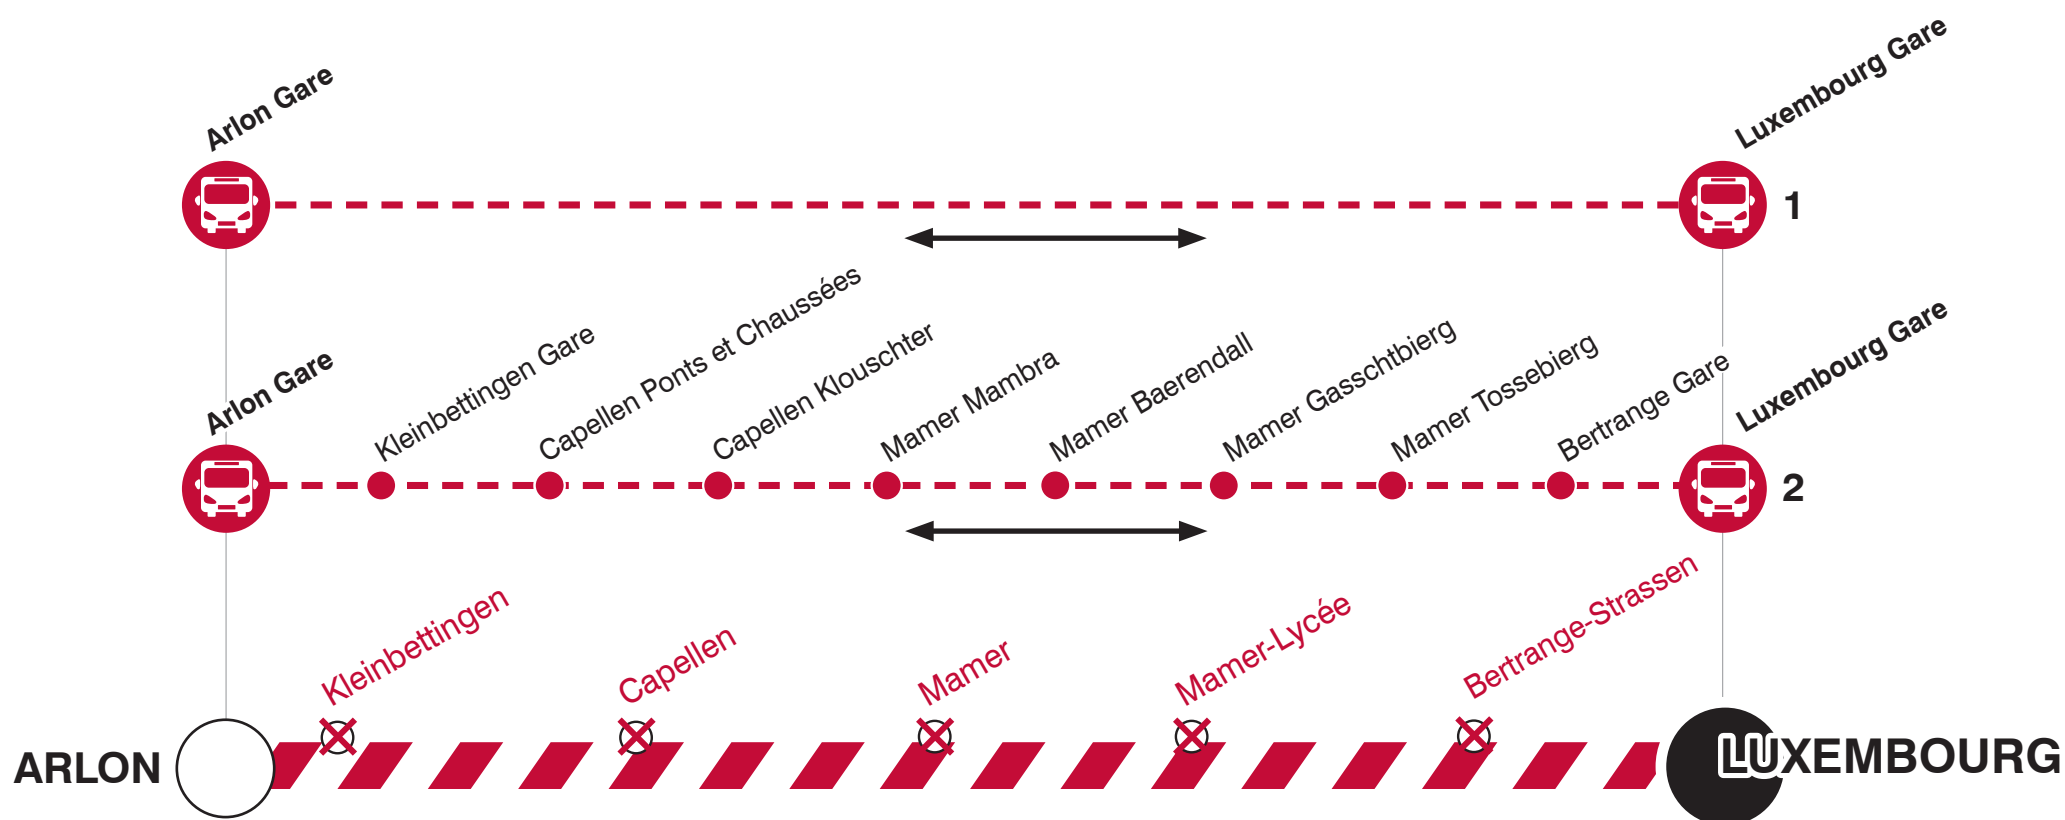 Arlon Gare
Luxembourg Gare
1
Arlon Gare
Kleinbettingen Gare
Capellen Ponts et Chaussées
Capellen Klouschter
Mamer Mambra
Mamer Baerendall
Mamer Gasschtbierg
Mamer Tossebierg
Bertrange Gare
Luxembourg Gare
2
Kleinbettingen
Capellen
Mamer
Mamer-Lycée
Bertrange-Strassen
ARLON
LUXEMBOURG